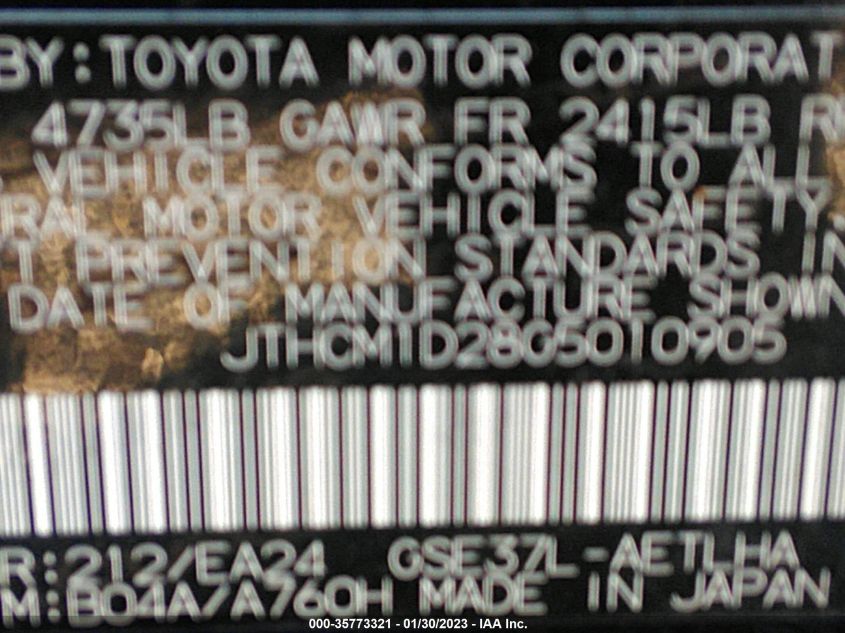 BY: TOYOTA MOTOR CORPORAT
4735LB GAWR FR 2415LB R
VEHICLE CONFORMS TO ALL
RAL MOTOR VEHICLE SAFETY,
T PREVENTION STANDARDS IN
DATE OF MANUFACTURE SHOWN
JTHCM1D28G5010905
R:212/EA24 GSE37L-AETLHA
M:B04A/A760H MADE IN JAPAN
000-35773321 - 01/30/2023 - IAA Inc.